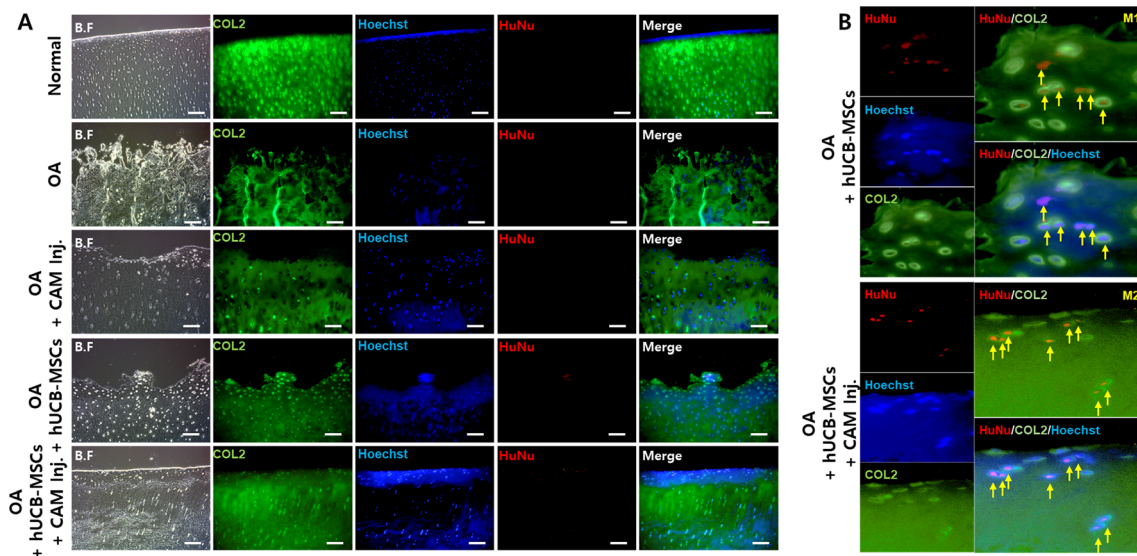 A
B.F COL2 Hoechst HuNu Merge
Normal
B.F COL2 Hoechst HuNu Merge
OA
B.F COL2 Hoechst HuNu Merge
OA
+ CAM Inj.
B.F COL2 Hoechst HuNu Merge
OA
+ hUCB-MSCs
B.F COL2 Hoechst HuNu Merge
OA
+ hUCB-MSCs
+ CAM Inj.
B
HuNu
HuNu/COL2 M1
Hoechst
HuNu/COL2/Hoechst
COL2
OA
+ hUCB-MSCs
HuNu
HuNu/COL2 M2
Hoechst
HuNu/COL2/Hoechst
COL2
OA
+ hUCB-MSCs
+ CAM Inj.